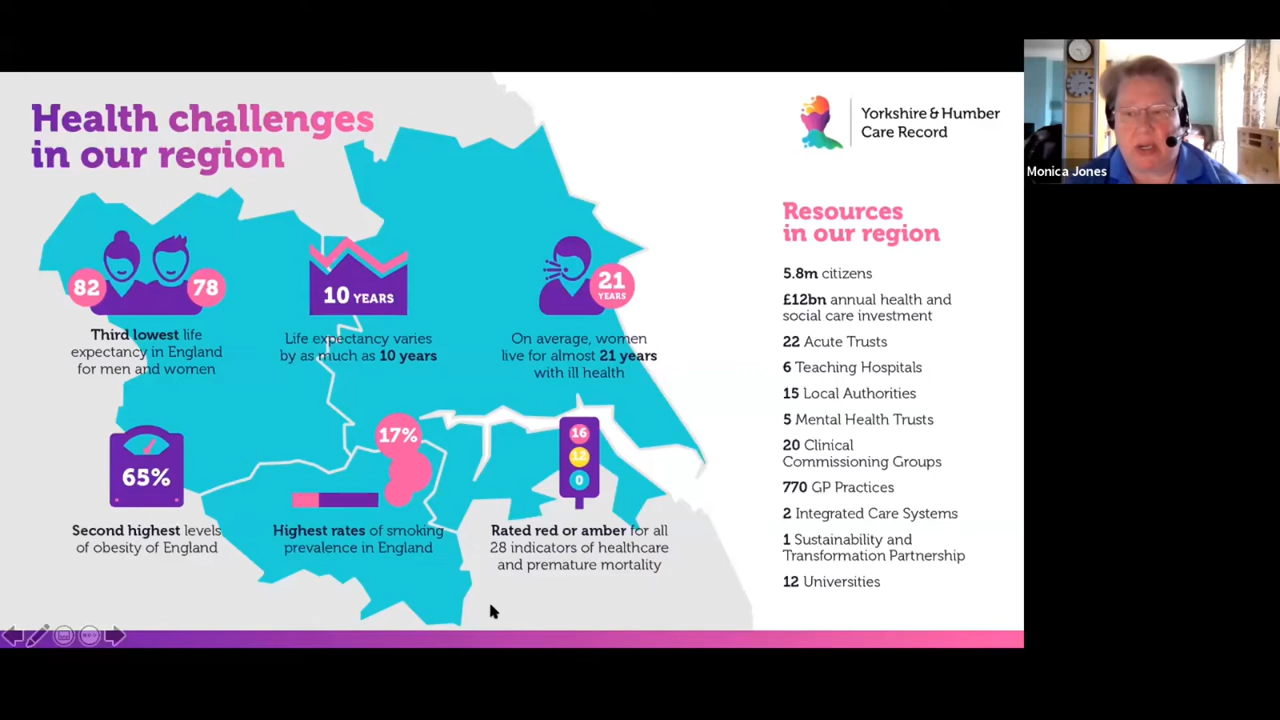 Health challenges
in our region
82
78
Third lowest life
expectancy in England
for men and women
10 YEARS
Life expectancy varies
by as much as 10 years
21
YEARS
On average, women
live for almost 21 years
with ill health
65%
Second highest levels
of obesity of England
17%
Highest rates of smoking
prevalence in England
16
12
0
Rated red or amber for all
28 indicators of healthcare
and premature mortality
Yorkshire & Humber
Care Record
Resources
in our region
5.8m citizens
£12bn annual health and
social care investment
22 Acute Trusts
6 Teaching Hospitals
15 Local Authorities
5 Mental Health Trusts
20 Clinical
Commissioning Groups
770 GP Practices
2 Integrated Care Systems
1 Sustainability and
Transformation Partnership
12 Universities
Monica Jones